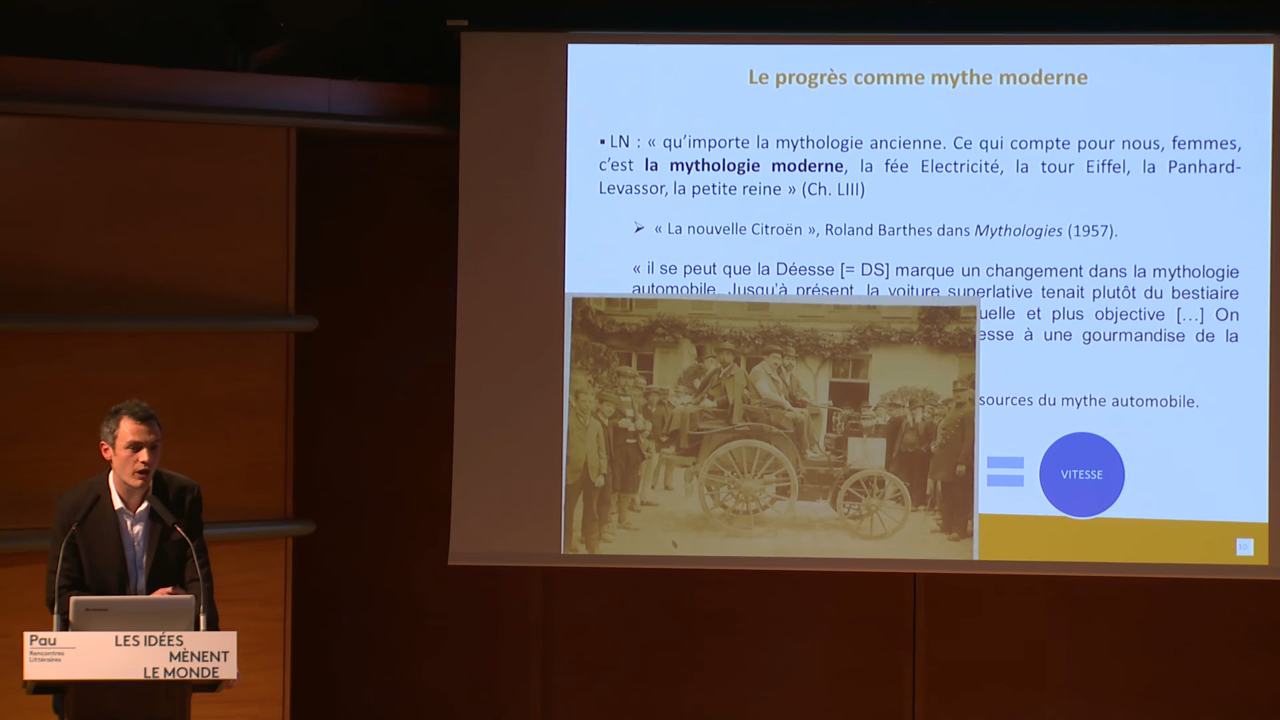 Le progrès comme mythe moderne
▪ LN : « qu'importe la mythologie ancienne. Ce qui compte pour nous, femmes,
c'est la mythologie moderne, la fée Electricité, la tour Eiffel, la Panhard-
Levassor, la petite reine » (Ch. LIII)
➢ « La nouvelle Citroën », Roland Barthes dans Mythologies (1957).
« il se peut que la Déesse [= DS] marque un changement dans la mythologie
automobile. Jusqu'à présent, la voiture superlative tenait plutôt du bestiaire
uelle et plus objective […] On
esse à une gourmandise de la
sources du mythe automobile.
VITESSE
10
Pau
Rencontres
Littéraires
LES IDÉES
MÈNENT
LE MONDE